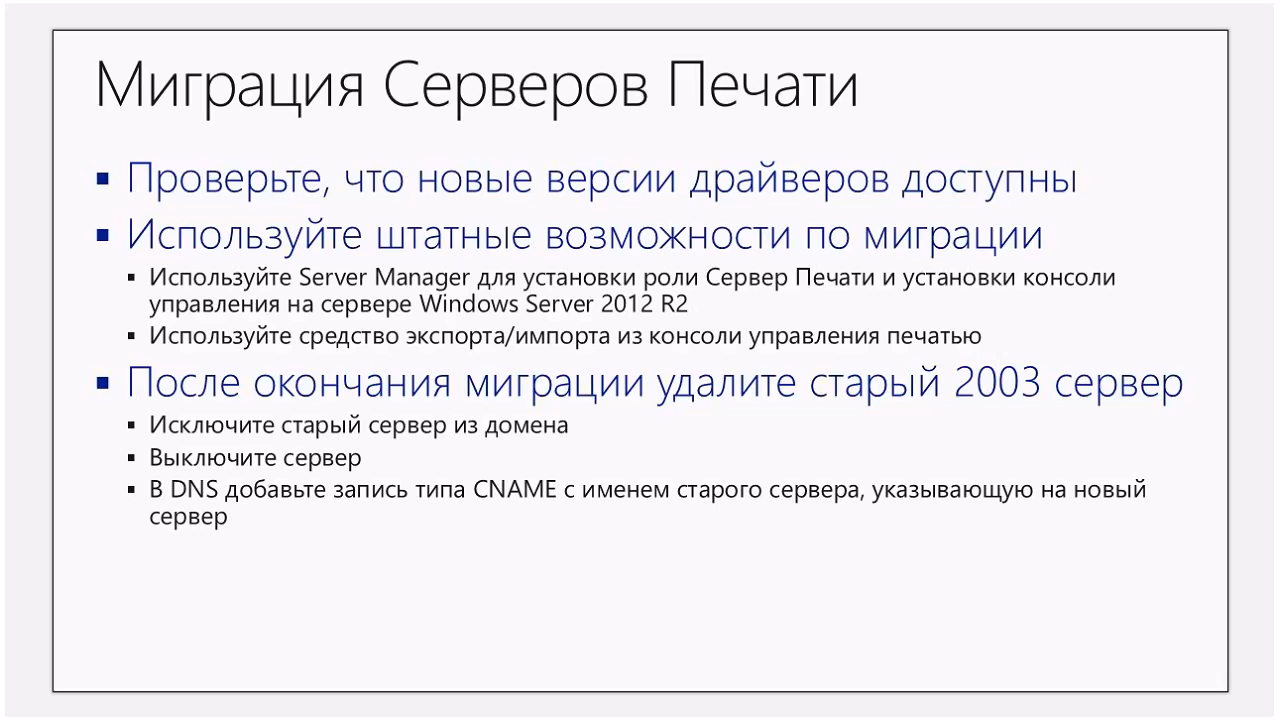 Миграция Серверов Печати
Проверьте, что новые версии драйверов доступны
Используйте штатные возможности по миграции
Используйте Server Manager для установки роли Сервер Печати и установки консоли
управления на сервере Windows Server 2012 R2
Используйте средство экспорта/импорта из консоли управления печатью
После окончания миграции удалите старый 2003 сервер
Исключите старый сервер из домена
Выключите сервер
В DNS добавьте запись типа CNAME с именем старого сервера, указывающую на новый
сервер